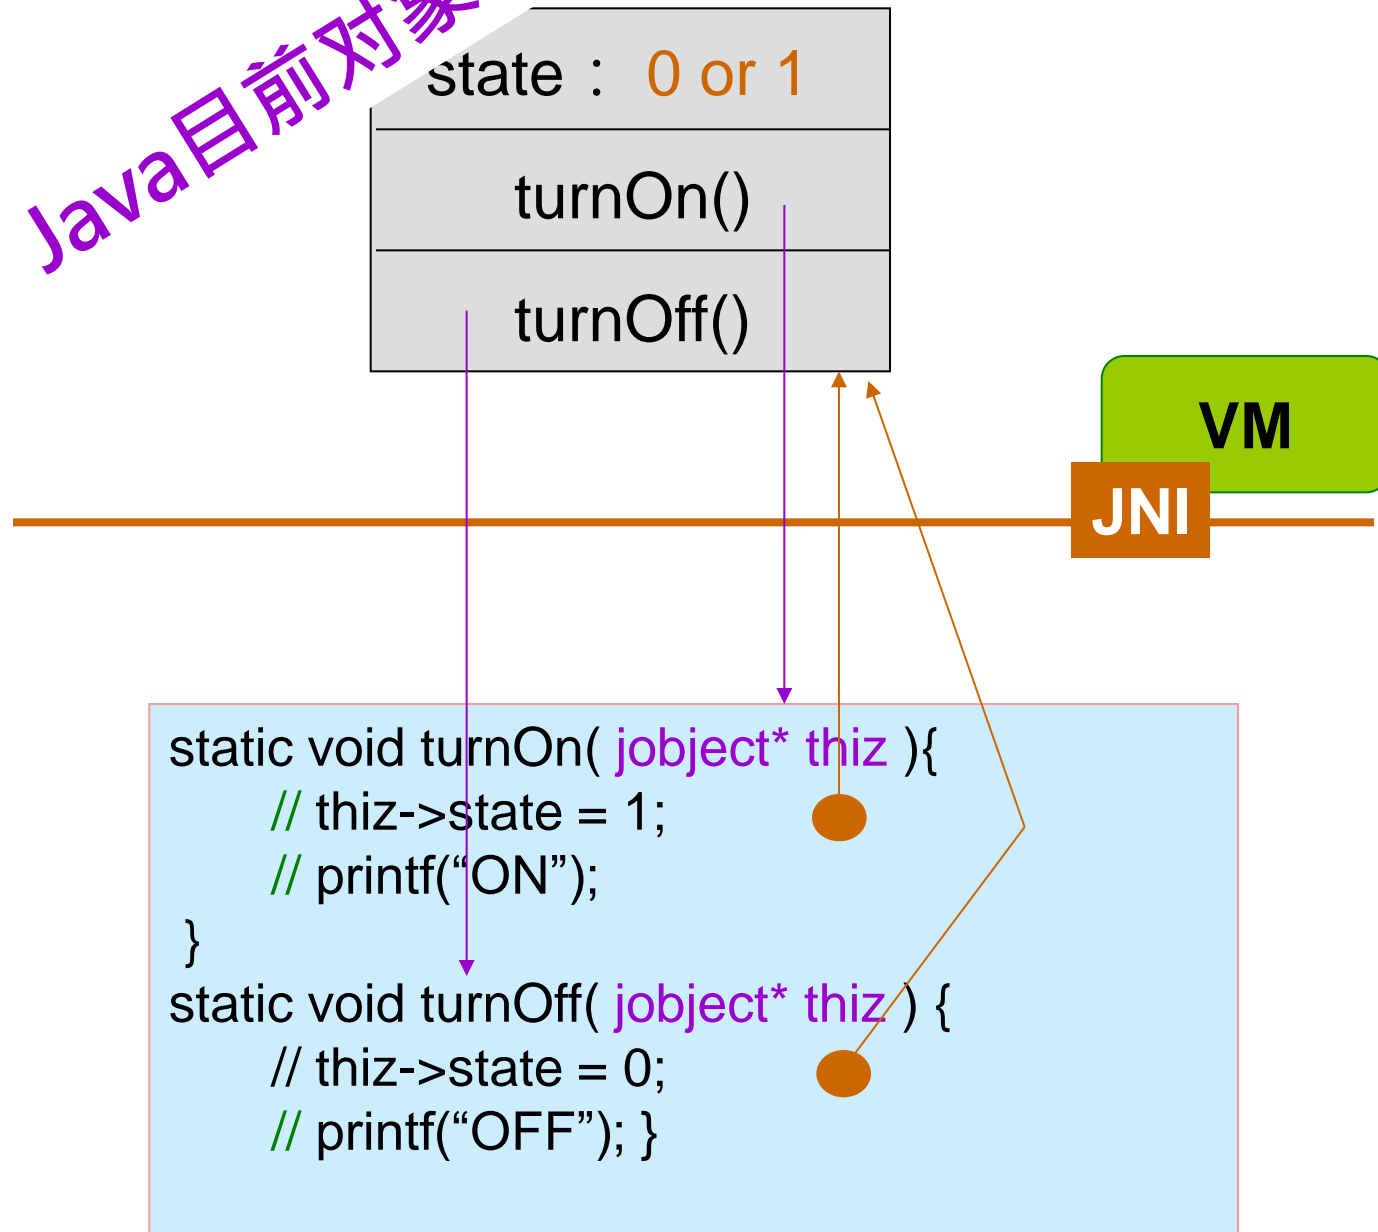 Java目前对象
state： 0 or 1
turnOn()
turnOff()
VM
JNI
static void turnOn( jobject* thiz ){
// thiz->state = 1;
// printf(“ON”);
}
static void turnOff( jobject* thiz ) {
// thiz->state = 0;
// printf(“OFF”); }